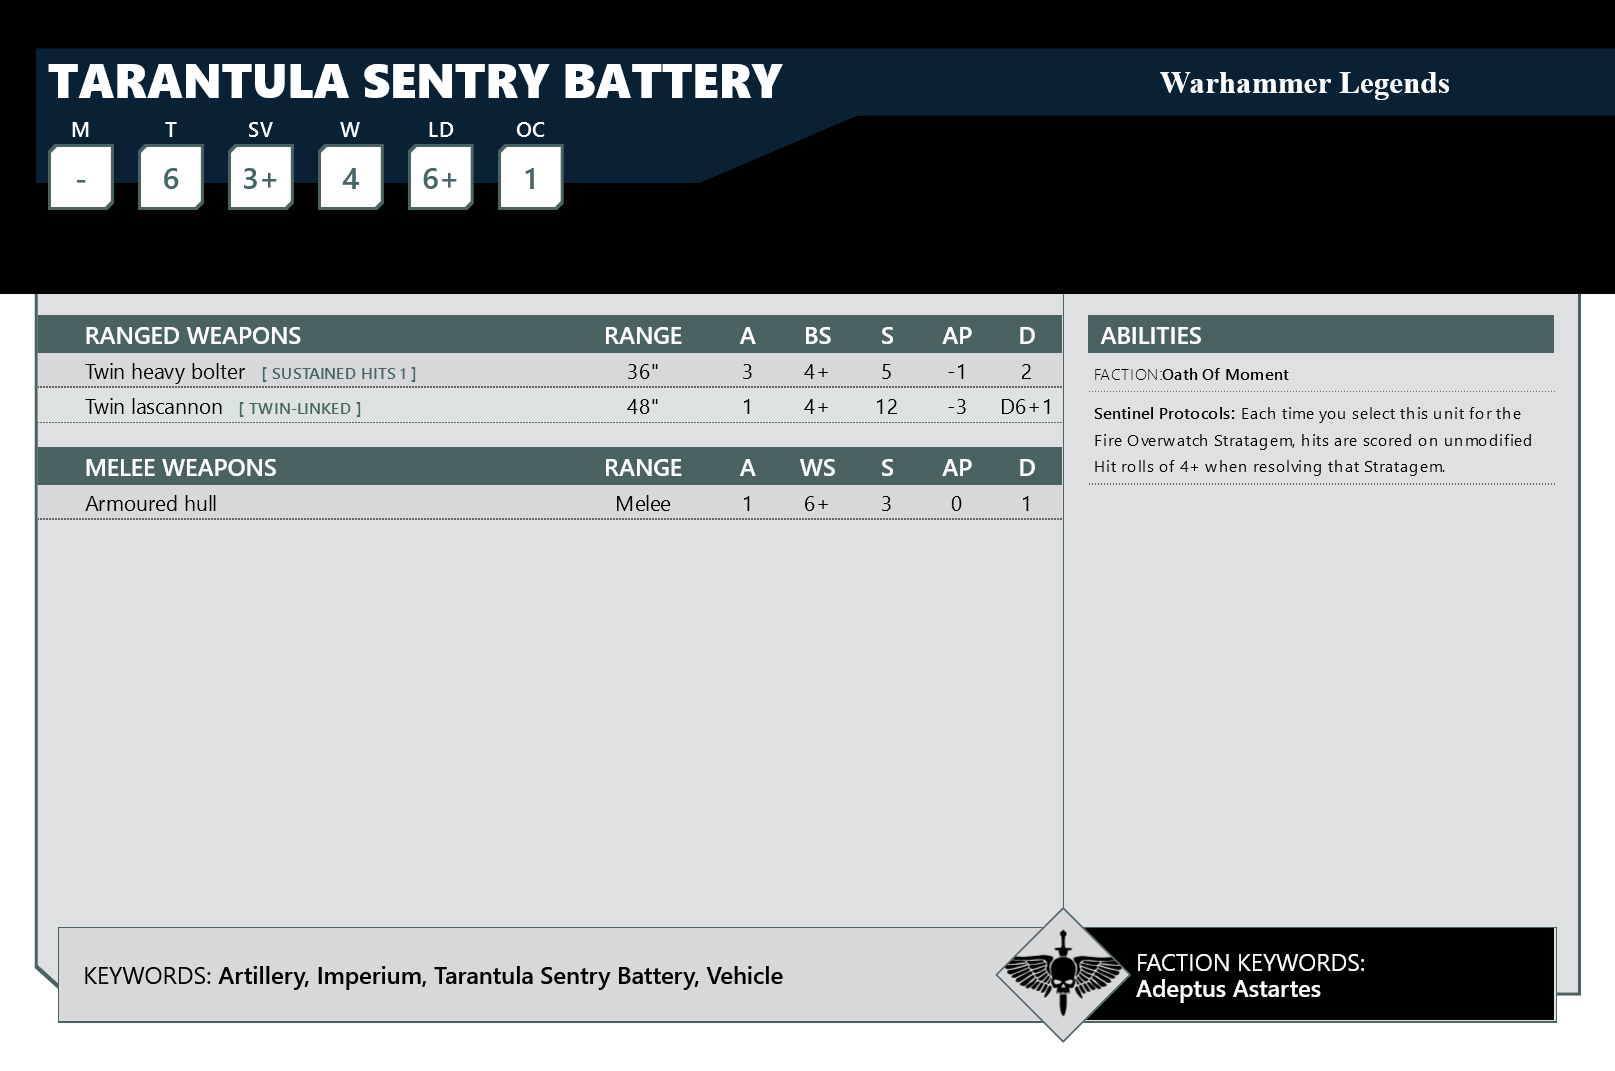 TARANTULA SENTRY BATTERY
Warhammer Legends
M T SV W LD OC
- 6 3+ 4 6+ 1
RANGED WEAPONS RANGE A BS S AP D
Twin heavy bolter [ SUSTAINED HITS 1 ] 36" 3 4+ 5 -1 2
Twin lascannon [ TWIN-LINKED ] 48" 1 4+ 12 -3 D6+1
MELEE WEAPONS RANGE A WS S AP D
Armoured hull Melee 1 6+ 3 0 1
ABILITIES
FACTION:Oath Of Moment
Sentinel Protocols: Each time you select this unit for the
Fire Overwatch Stratagem, hits are scored on unmodified
Hit rolls of 4+ when resolving that Stratagem.
KEYWORDS: Artillery, Imperium, Tarantula Sentry Battery, Vehicle
FACTION KEYWORDS:
Adeptus Astartes